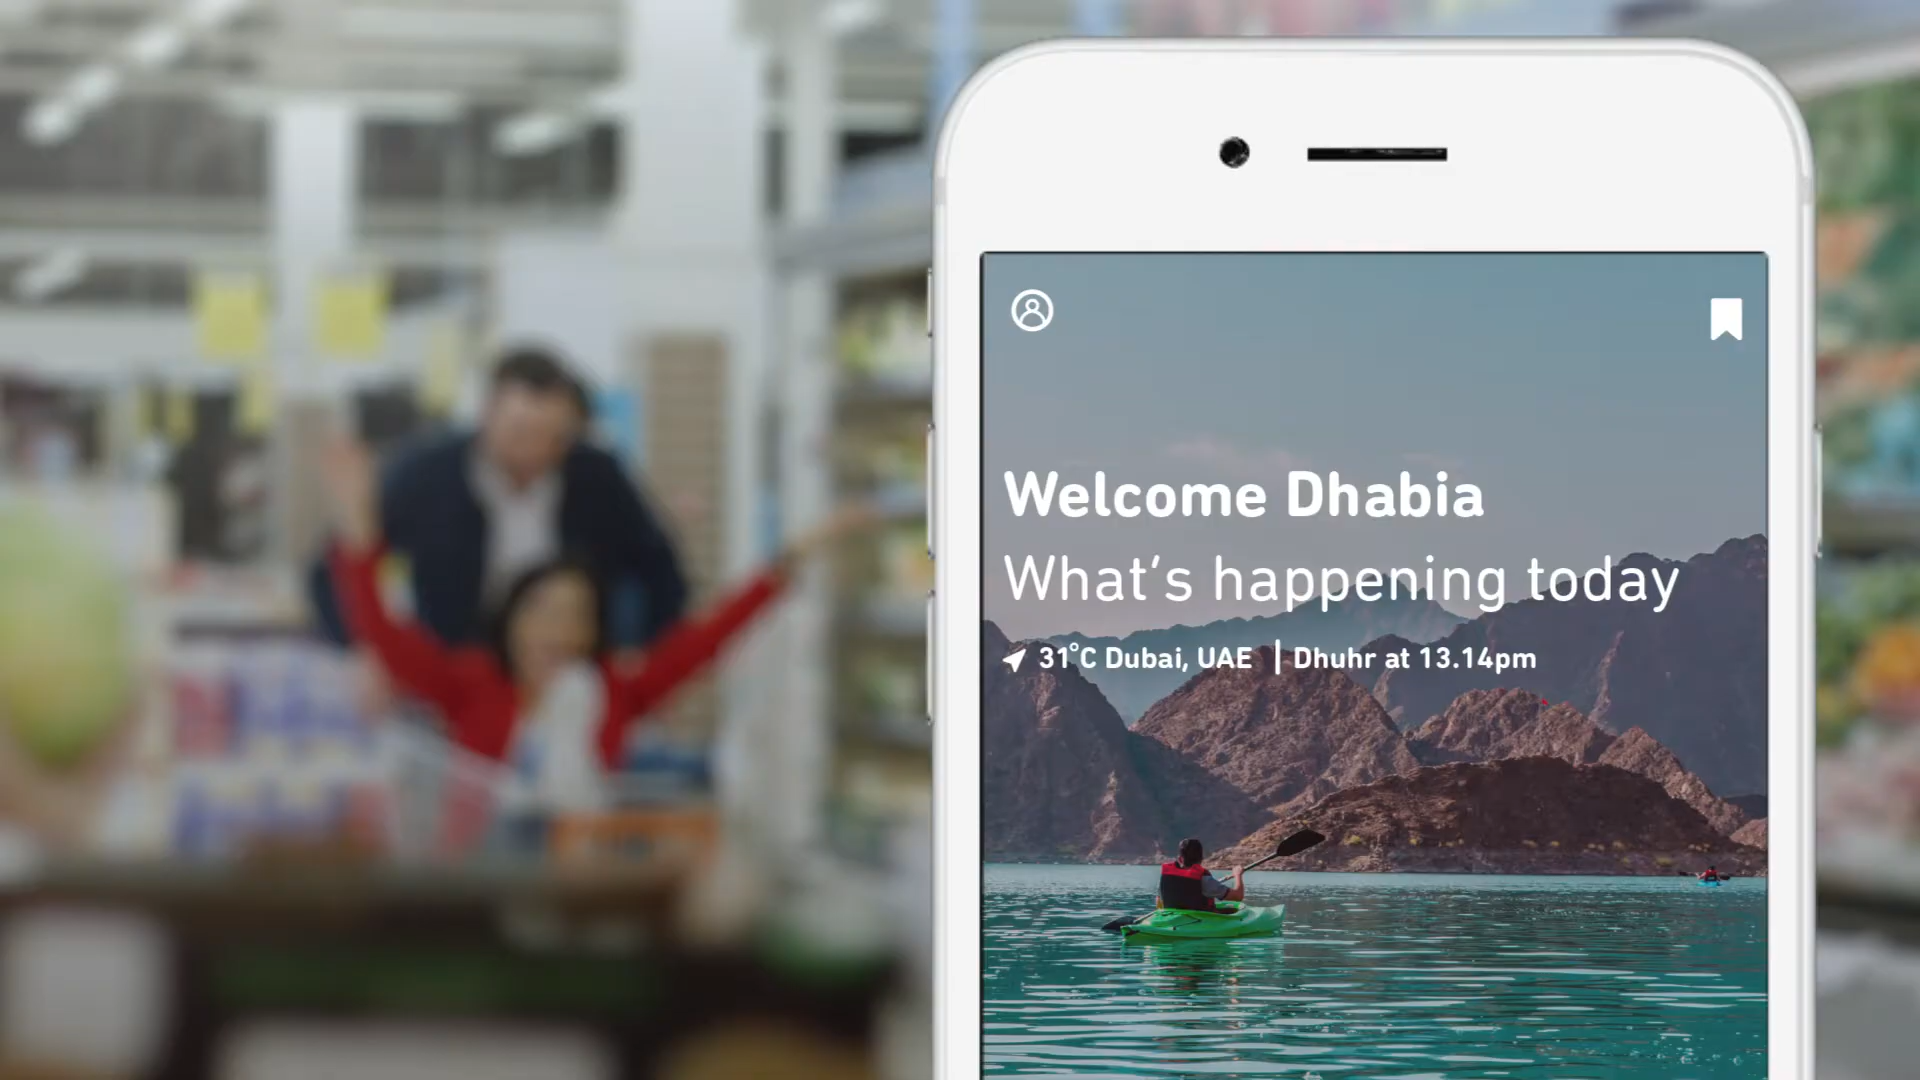 Welcome Dhabia
What's happening today
31°C Dubai, UAE | Dhuhr at 13.14pm